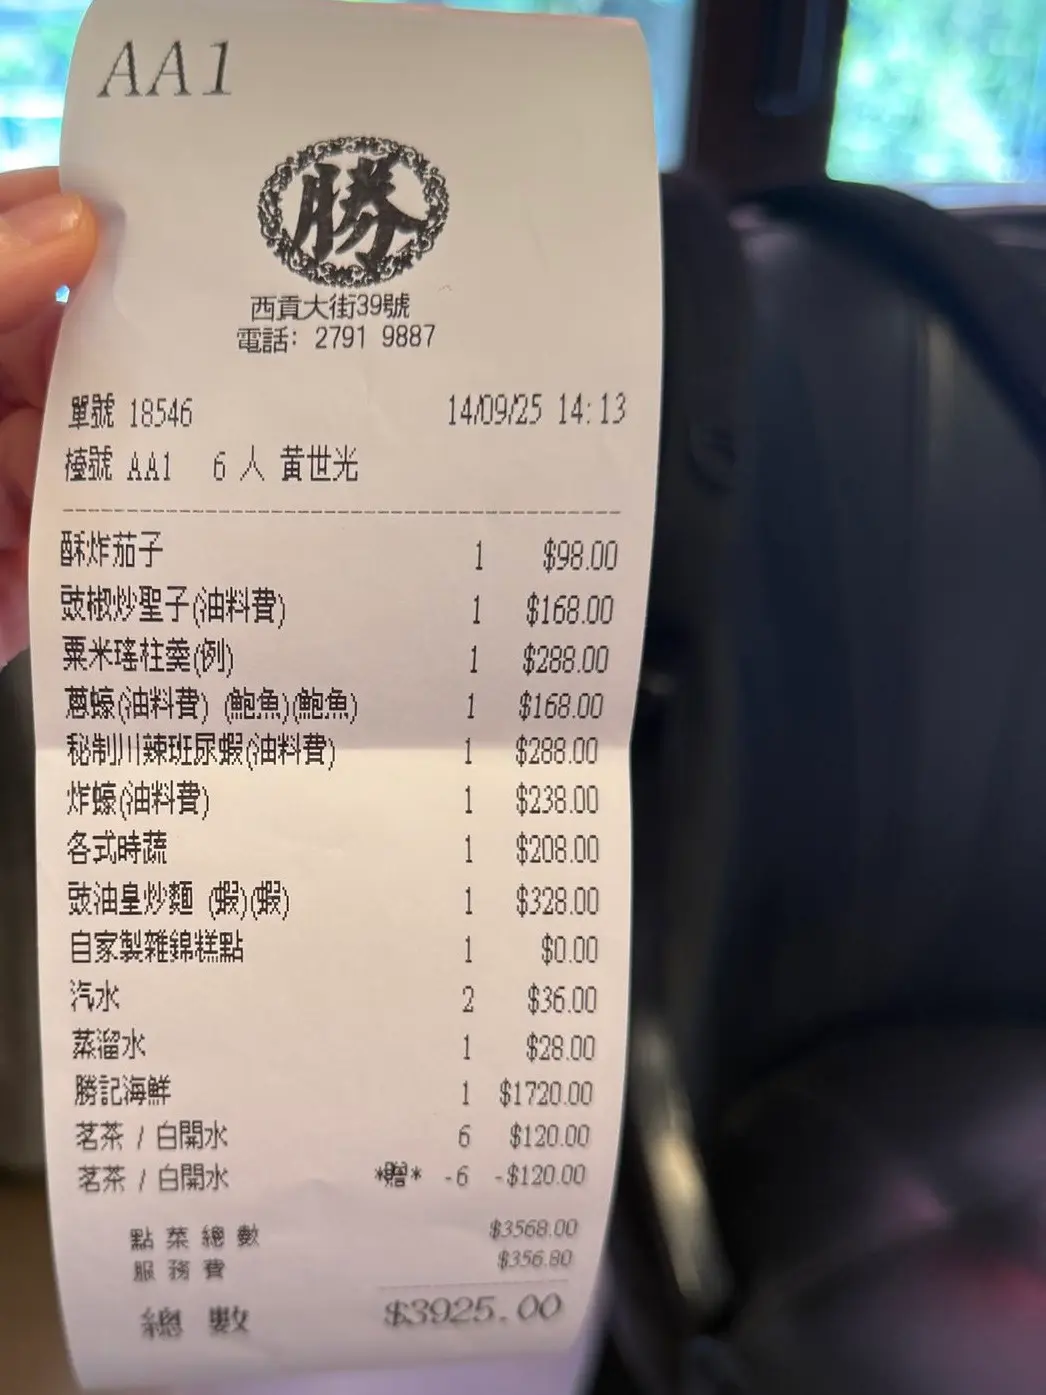 AA1
勝
西貢大街39號
電話: 2791 9887
單號 18546 14/09/25 14:13
檯號 AA1 6 人 黃世光
酥炸茄子 1 $98.00
豉椒炒聖子(油料費) 1 $168.00
粟米瑤柱羹(例) 1 $288.00
蔥蠔(油料費) (鮑魚)(鮑魚) 1 $168.00
秘制川辣班尿蝦(油料費) 1 $288.00
炸蠔(油料費) 1 $238.00
各式時蔬 1 $208.00
豉油皇炒麵 (蝦)(蝦) 1 $328.00
自家製雜錦糕點 1 $0.00
汽水 2 $36.00
蒸溜水 1 $28.00
勝記海鮮 1 $1720.00
茗茶 / 白開水 6 $120.00
茗茶 / 白開水 *贈* -6 -$120.00
點菜總數 $3568.00
服務費 $356.80
總數 $3925.00